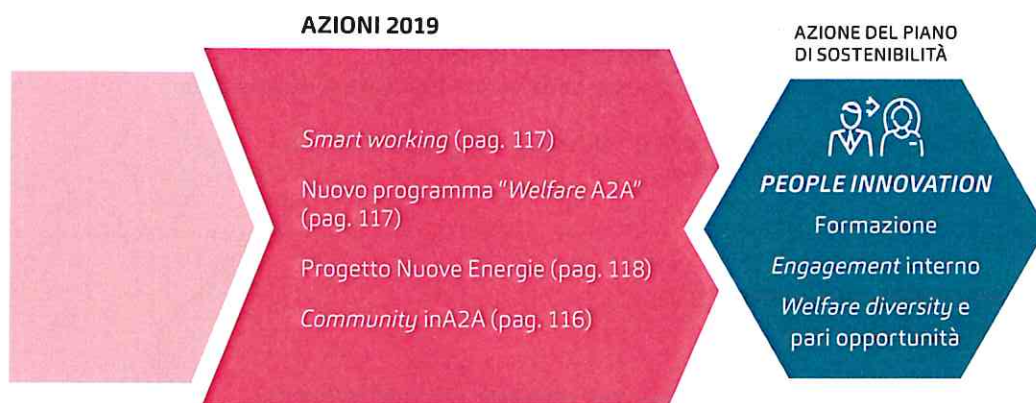 AZIONI 2019
Smart working (pag. 117)
Nuovo programma "Welfare A2A"
(pag. 117)
Progetto Nuove Energie (pag. 118)
Community inA2A (pag. 116)
AZIONE DEL PIANO
DI SOSTENIBILITÀ
PEOPLE INNOVATION
Formazione
Engagement interno
Welfare diversity e
pari opportunità